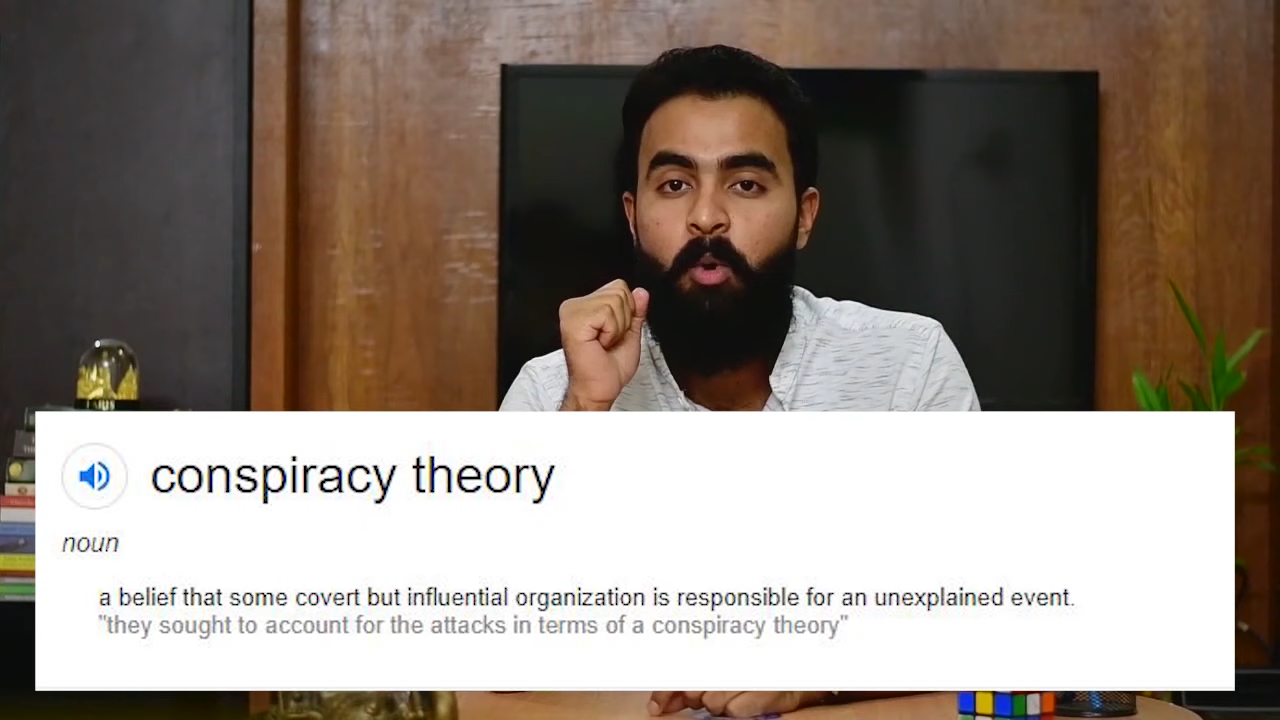 conspiracy theory
noun
a belief that some covert but influential organization is responsible for an unexplained event.
"they sought to account for the attacks in terms of a conspiracy theory"